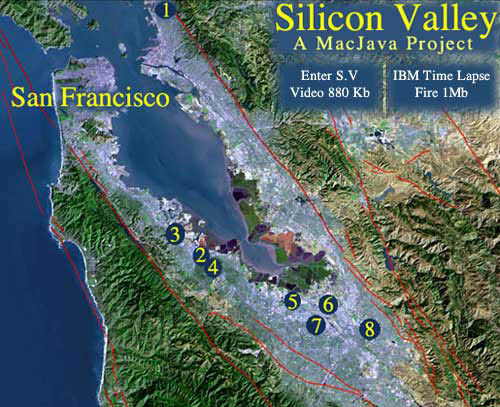 1
Silicon Valley
A MacJava Project
Enter S.V
Video 880 Kb
IBM Time Lapse
Fire 1Mb
San Francisco
3
2
4
5
6
7
8